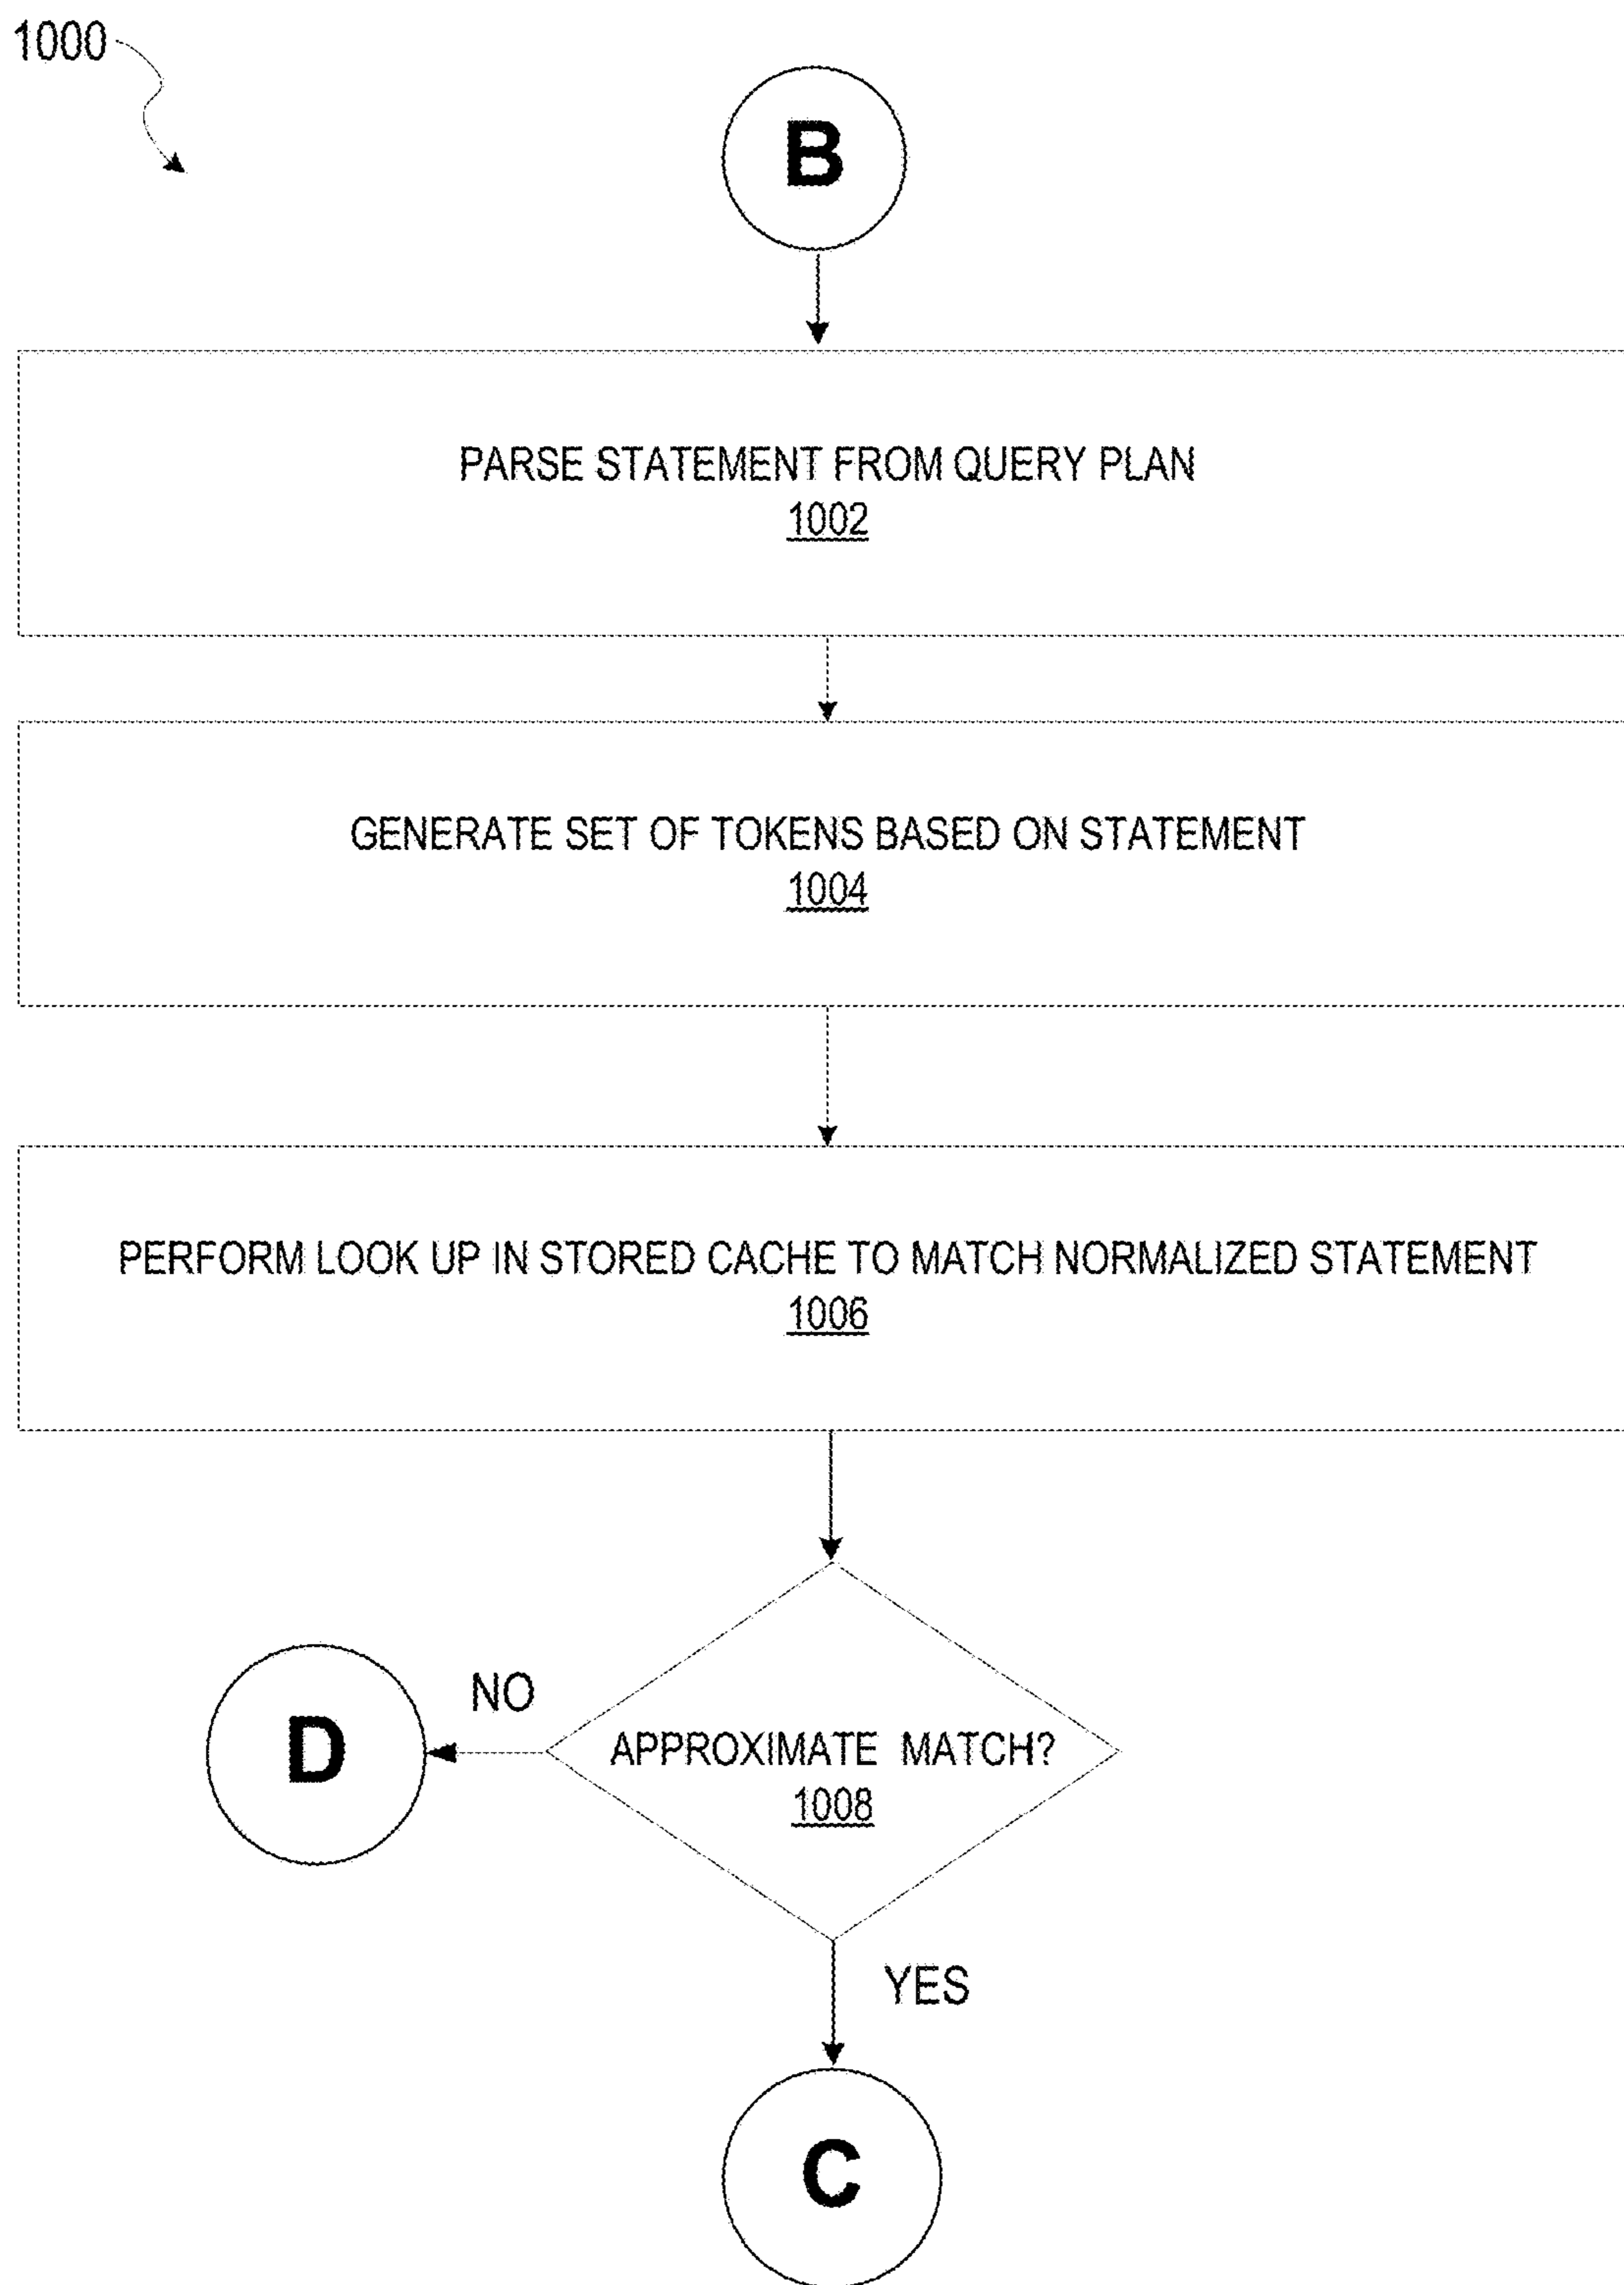 1000
B
PARSE STATEMENT FROM QUERY PLAN
1002
GENERATE SET OF TOKENS BASED ON STATEMENT
1004
PERFORM LOOK UP IN STORED CACHE TO MATCH NORMALIZED STATEMENT
1006
NO
D
APPROXIMATE MATCH?
1008
YES
C